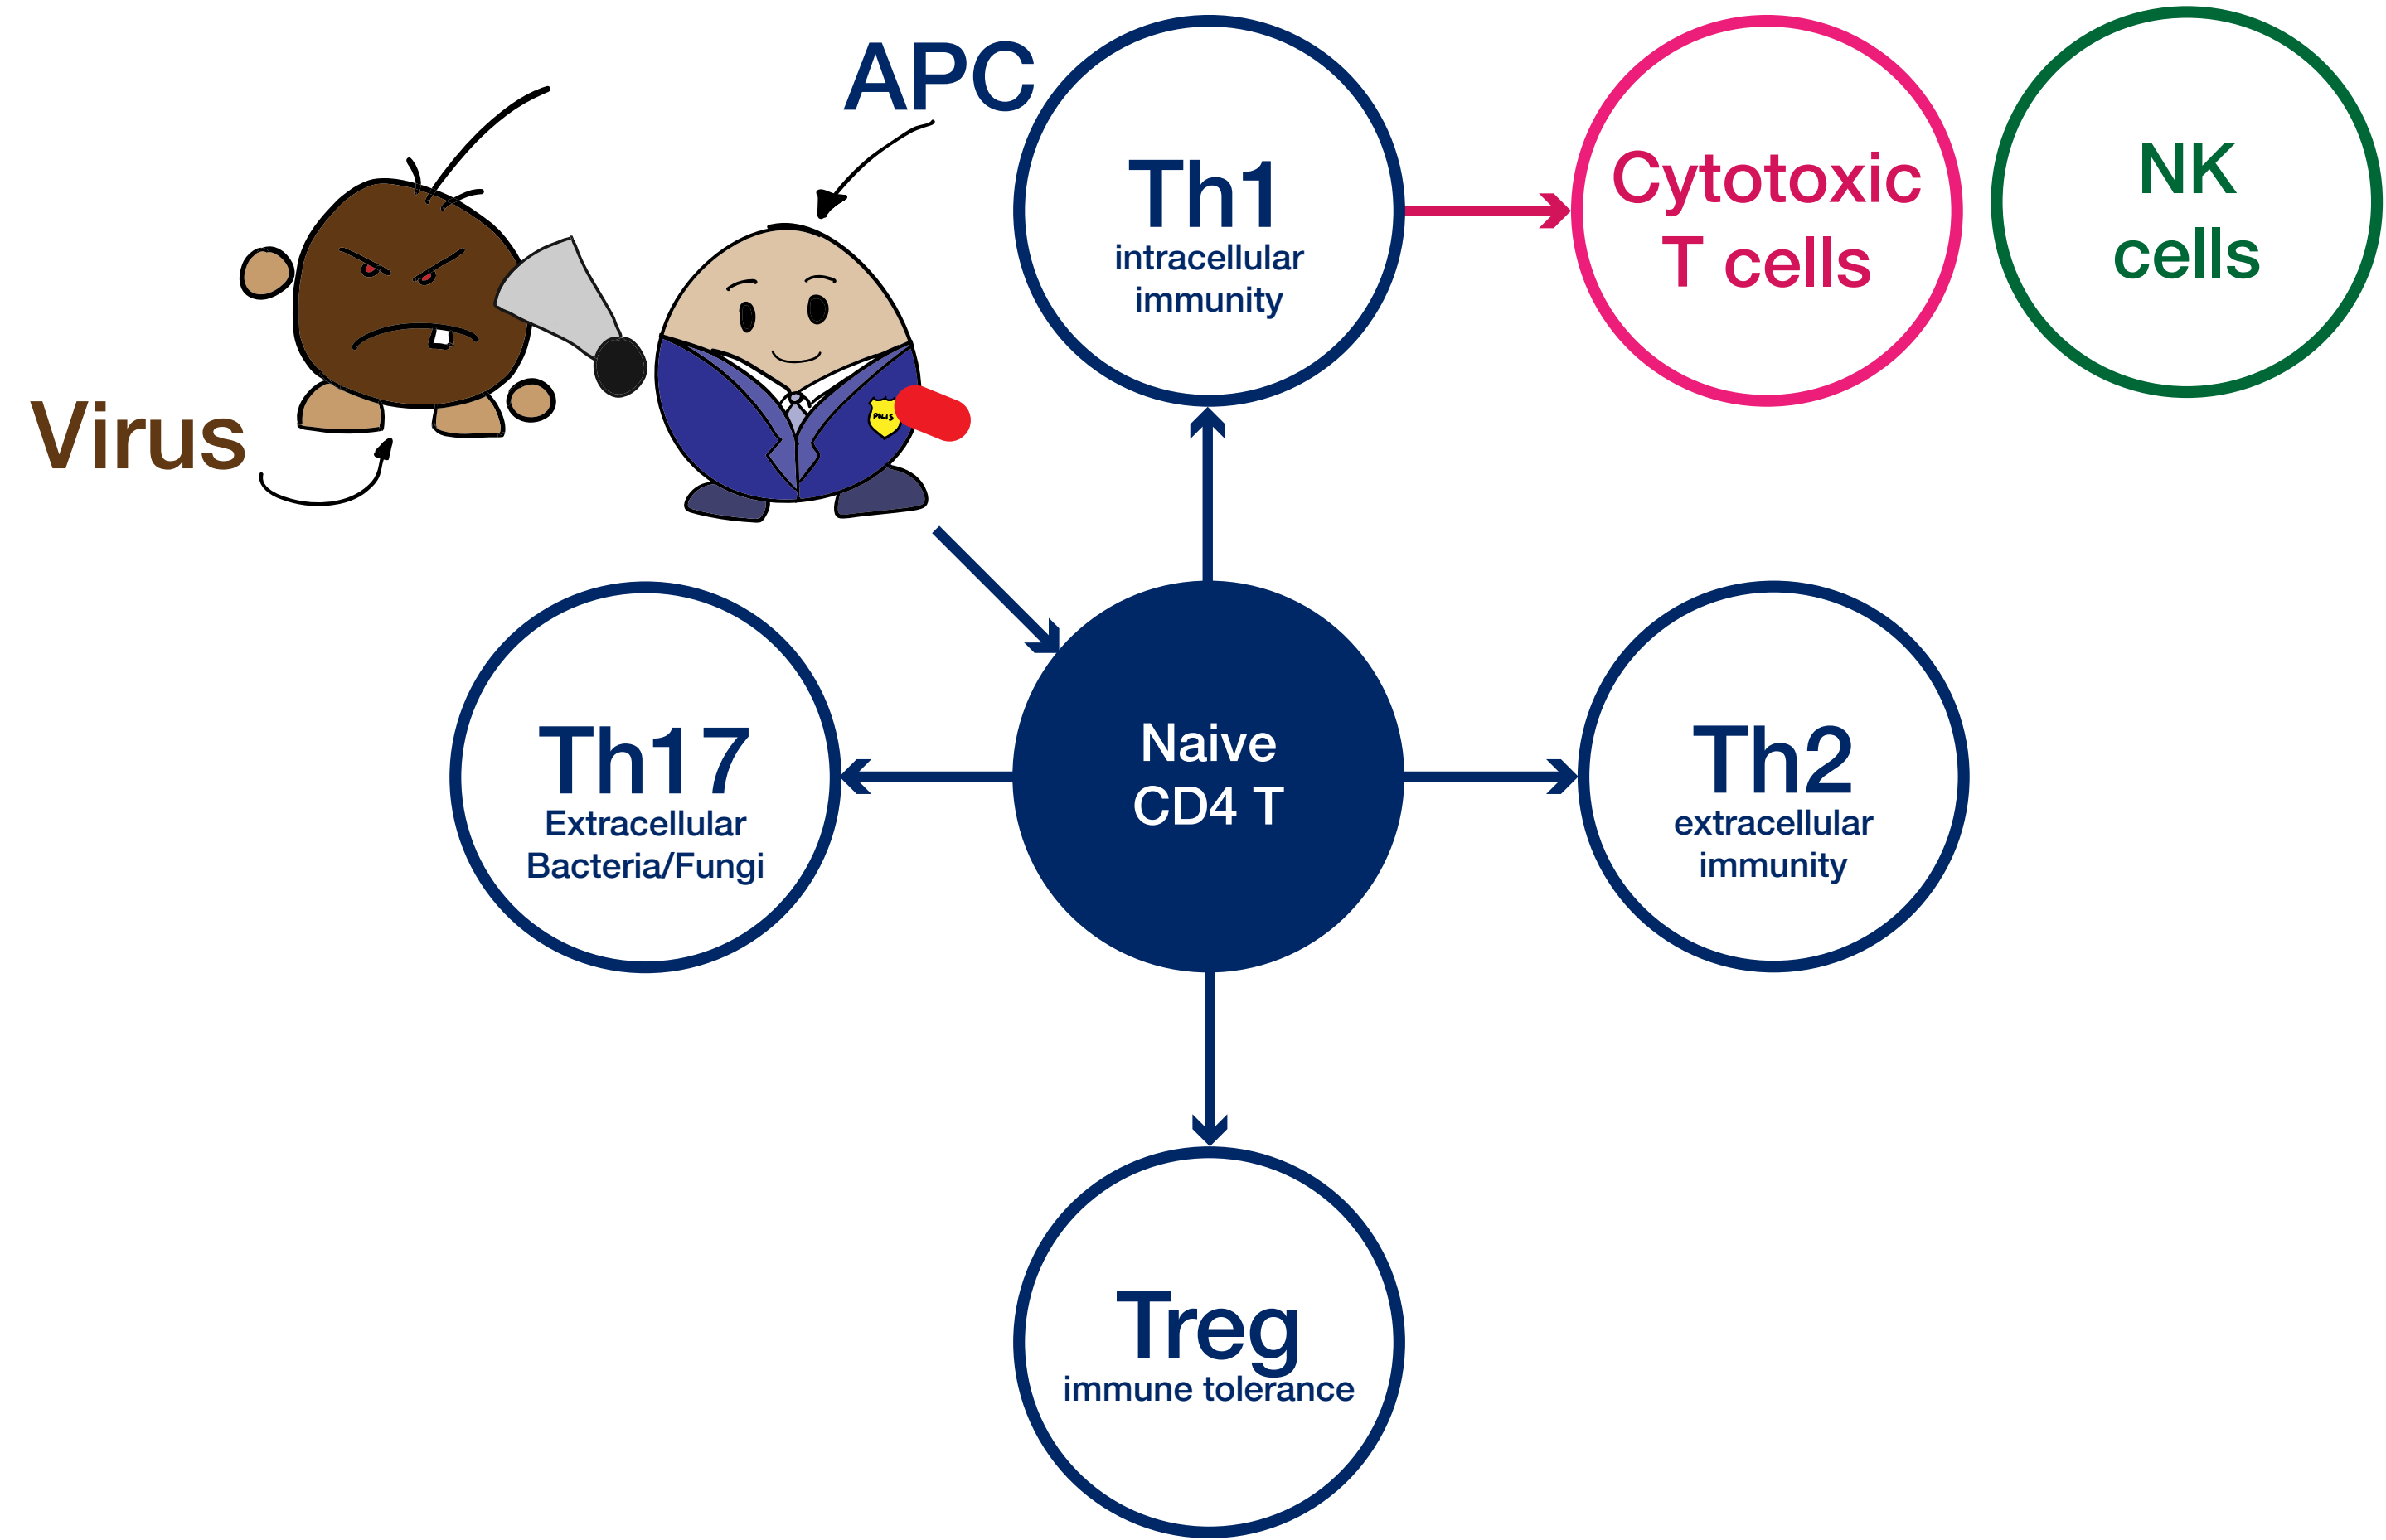 APC
Th1
intracellular
immunity
Cytotoxic
T cells
NK
cells
Virus
POLIS
Naive
CD4 T
Th17
Extracellular
Bacteria/Fungi
Th2
extracellular
immunity
Treg
immune tolerance